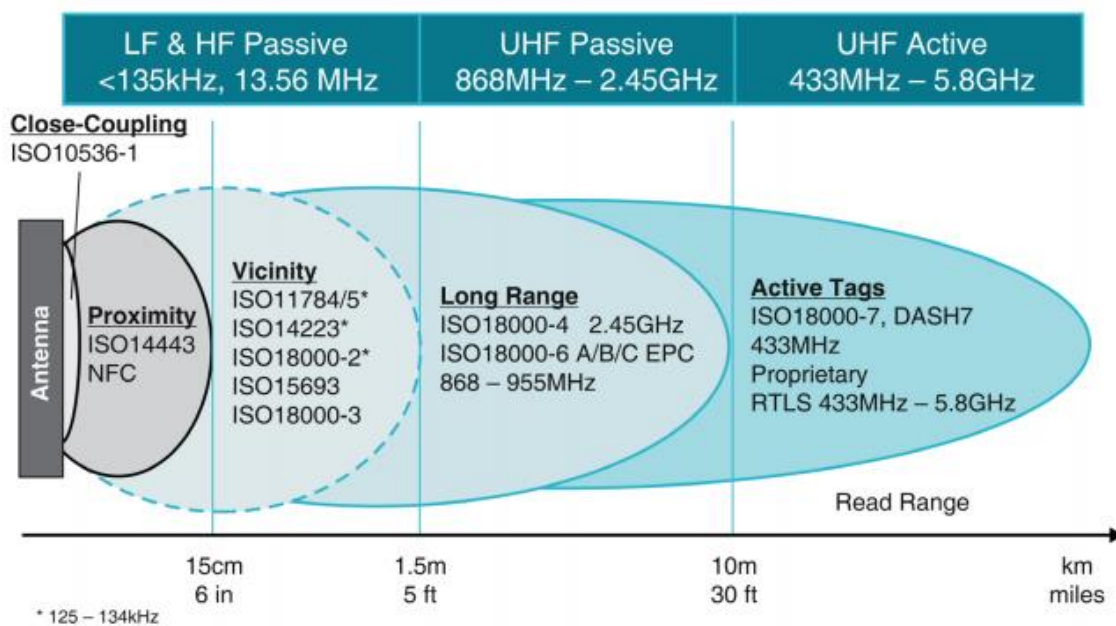 LF & HF Passive
<135kHz, 13.56 MHz
UHF Passive
868MHz – 2.45GHz
UHF Active
433MHz – 5.8GHz
Close-Coupling
ISO10536-1
Antenna
Proximity
ISO14443
NFC
Vicinity
ISO11784/5*
ISO14223*
ISO18000-2*
ISO15693
ISO18000-3
Long Range
ISO18000-4 2.45GHz
ISO18000-6 A/B/C EPC
868 – 955MHz
Active Tags
ISO18000-7, DASH7
433MHz
Proprietary
RTLS 433MHz – 5.8GHz
Read Range
15cm
6 in
1.5m
5 ft
10m
30 ft
km
miles
* 125 – 134kHz